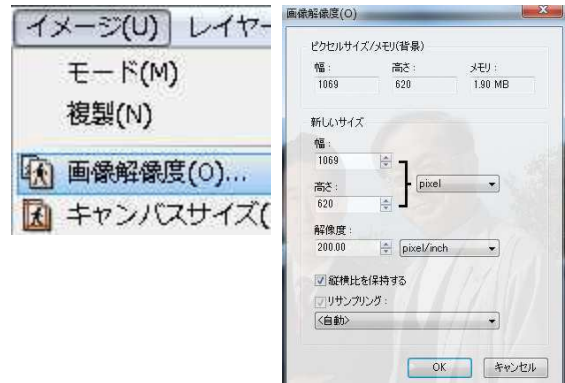 イメージ(U) レイヤー
モード(M)
複製(N)
画像解像度(O)...
キャンバスサイズ(
画像解像度(O)
ピクセルサイズ/メモリ(背景)
幅: 高さ: メモリ:
1069 620 1.90 MB
新しいサイズ
幅:
1069
pixel
高さ:
620
解像度:
200.00 pixel/inch
縦横比を保持する
リサンプリング:
<自動>
OK キャンセル